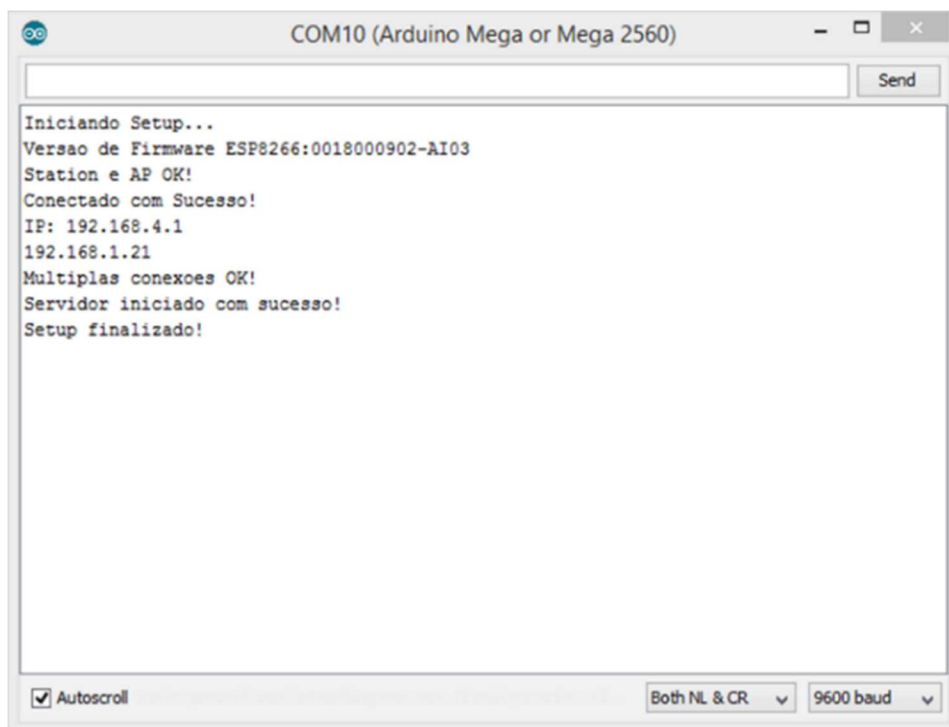 COM10 (Arduino Mega or Mega 2560)
Send
Iniciando Setup...
Versao de Firmware ESP8266:0018000902-AI03
Station e AP OK!
Conectado com Sucesso!
IP: 192.168.4.1
192.168.1.21
Multiplas conexoes OK!
Servidor iniciado com sucesso!
Setup finalizado!
Autoscroll
Both NL & CR
9600 baud